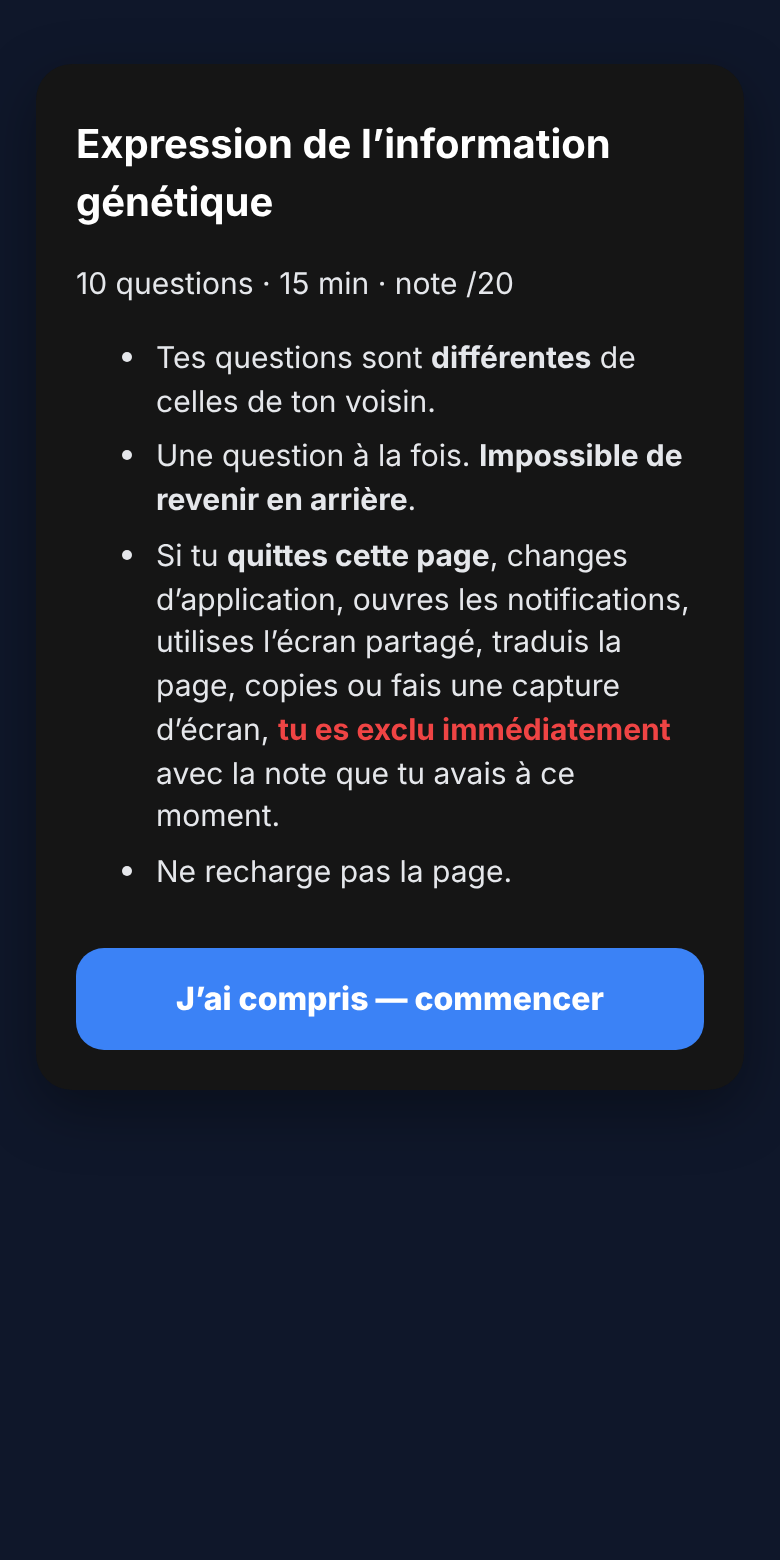 Expression de l’information
génétique
10 questions · 15 min · note /20
• Tes questions sont différentes de
celles de ton voisin.
• Une question à la fois. Impossible de
revenir en arrière.
• Si tu quittes cette page, changes
d’application, ouvres les notifications,
utilises l’écran partagé, traduis la
page, copies ou fais une capture
d’écran, tu es exclu immédiatement
avec la note que tu avais à ce
moment.
• Ne recharge pas la page.
J’ai compris — commencer